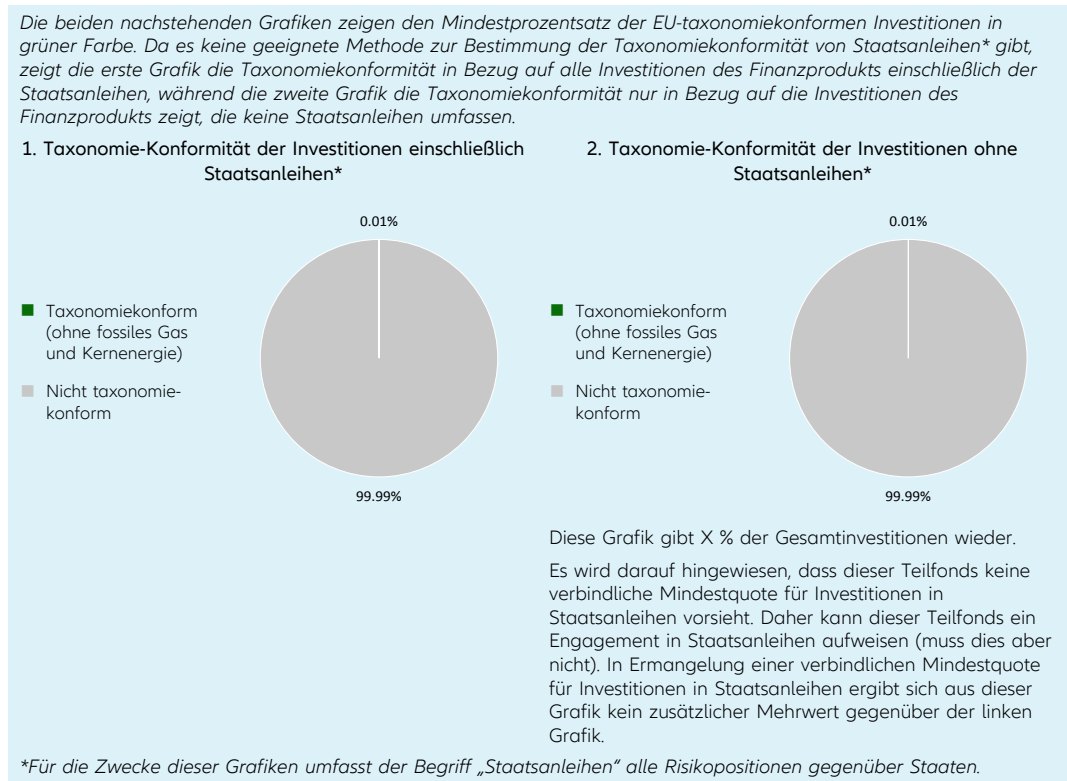 Die beiden nachstehenden Grafiken zeigen den Mindestprozentsatz der EU-taxonomiekonformen Investitionen in
grüner Farbe. Da es keine geeignete Methode zur Bestimmung der Taxonomiekonformität von Staatsanleihen* gibt,
zeigt die erste Grafik die Taxonomiekonformität in Bezug auf alle Investitionen des Finanzprodukts einschließlich der
Staatsanleihen, während die zweite Grafik die Taxonomiekonformität nur in Bezug auf die Investitionen des
Finanzprodukts zeigt, die keine Staatsanleihen umfassen.
1. Taxonomie-Konformität der Investitionen einschließlich
Staatsanleihen*
0.01%
Taxonomiekonform
(ohne fossiles Gas
und Kernenergie)
Nicht taxonomie-
konform
99.99%
2. Taxonomie-Konformität der Investitionen ohne
Staatsanleihen*
0.01%
Taxonomiekonform
(ohne fossiles Gas
und Kernenergie)
Nicht taxonomie-
konform
99.99%
Diese Grafik gibt X % der Gesamtinvestitionen wieder.
Es wird darauf hingewiesen, dass dieser Teilfonds keine
verbindliche Mindestquote für Investitionen in
Staatsanleihen vorsieht. Daher kann dieser Teilfonds ein
Engagement in Staatsanleihen aufweisen (muss dies aber
nicht). In Ermangelung einer verbindlichen Mindestquote
für Investitionen in Staatsanleihen ergibt sich aus dieser
Grafik kein zusätzlicher Mehrwert gegenüber der linken
Grafik.
*Für die Zwecke dieser Grafiken umfasst der Begriff „Staatsanleihen“ alle Risikopositionen gegenüber Staaten.